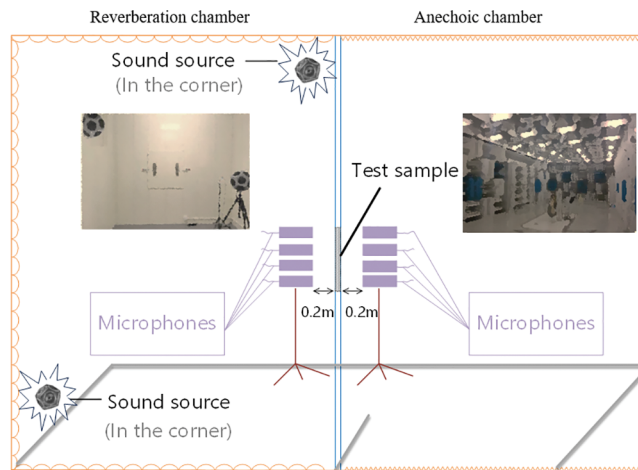 Reverberation chamber
Anechoic chamber
Sound source
(In the corner)
Test sample
0.2m
0.2m
Microphones
Microphones
Sound source
(In the corner)